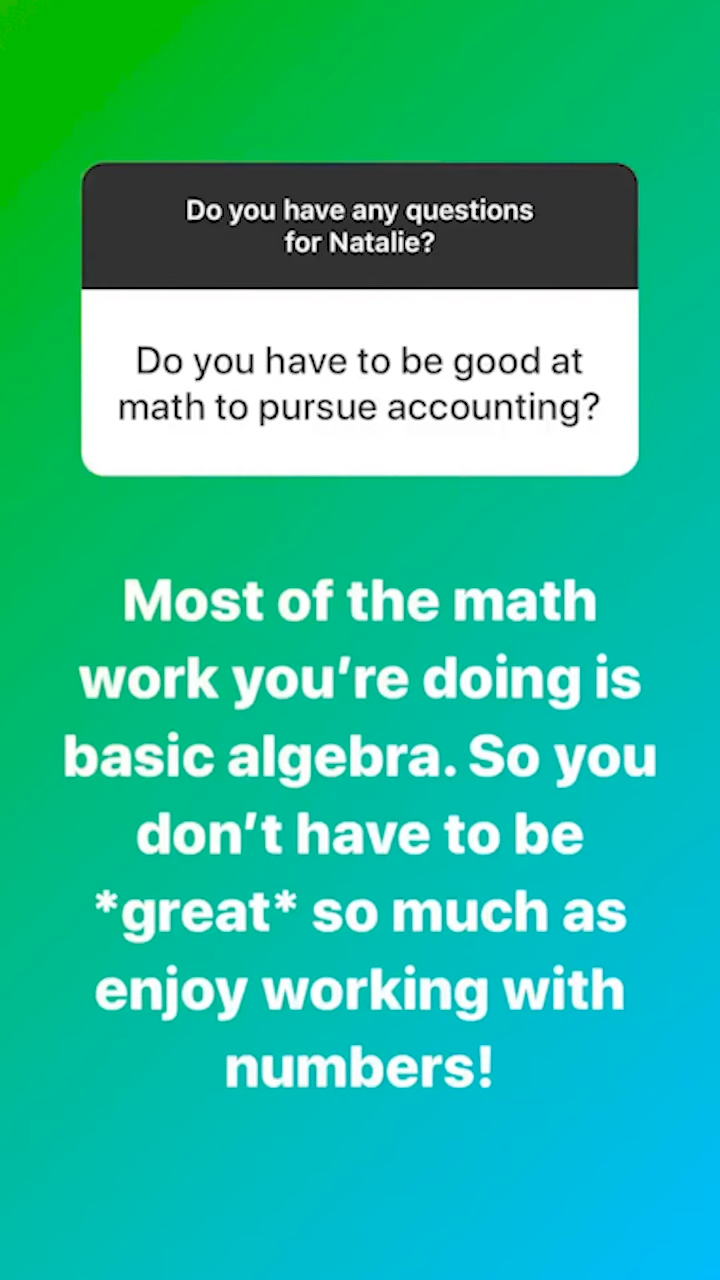 Do you have any questions
for Natalie?
Do you have to be good at
math to pursue accounting?
Most of the math
work you’re doing is
basic algebra. So you
don’t have to be
*great* so much as
enjoy working with
numbers!